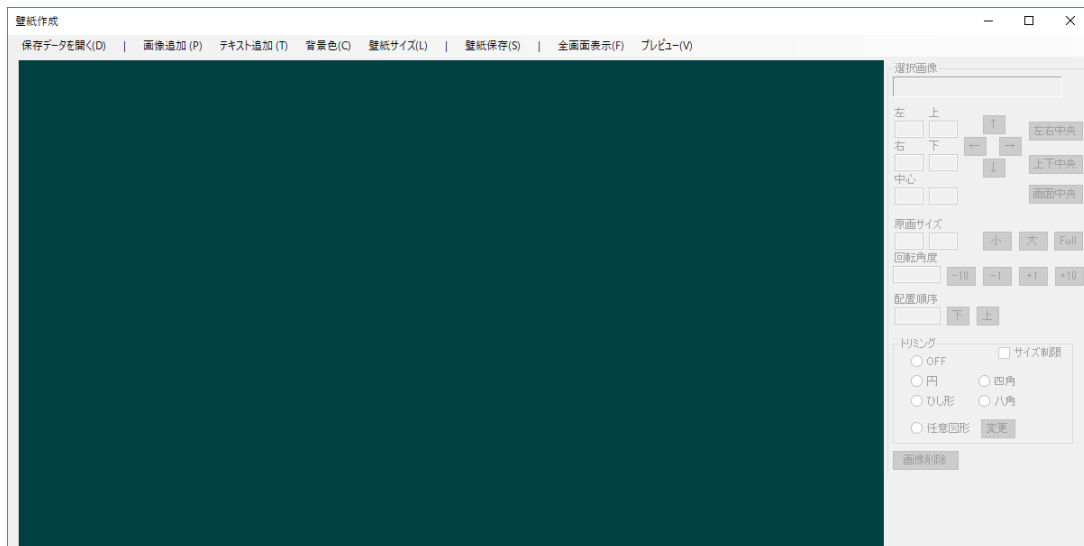 壁紙作成
保存データを開く(D) | 画像追加 (P) テキスト追加 (T) 背景色(C) 壁紙サイズ(L) | 壁紙保存(S) | 全画面表示(F) プレビュー(V)
選択画像
左 上
↑ 左右中央
右 下 ← →
↓ 上下中央
中心
画面中央
原画サイズ
小 大 Full
回転角度
-10 -1 +1 +10
配置順序
下 上
トリミング
サイズ制限
OFF
円 四角
ひし形 八角
任意図形 変更
画像削除